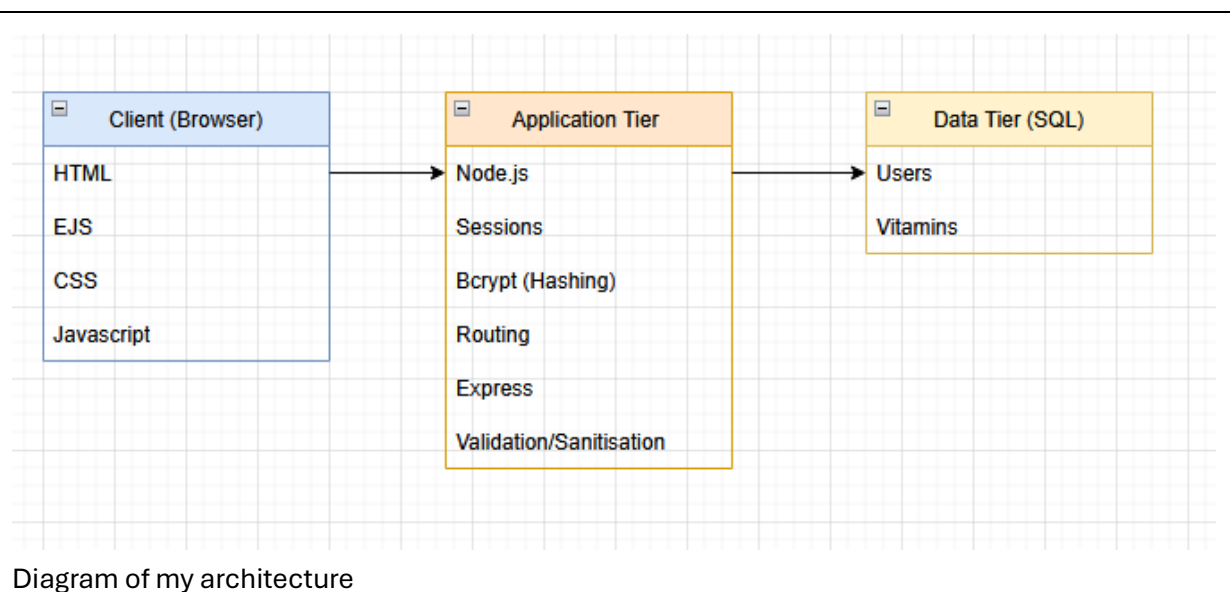 Client (Browser)
HTML
EJS
CSS
Javascript
Application Tier
Node.js
Sessions
Bcrypt (Hashing)
Routing
Express
Validation/Sanitisation
Data Tier (SQL)
Users
Vitamins
Diagram of my architecture